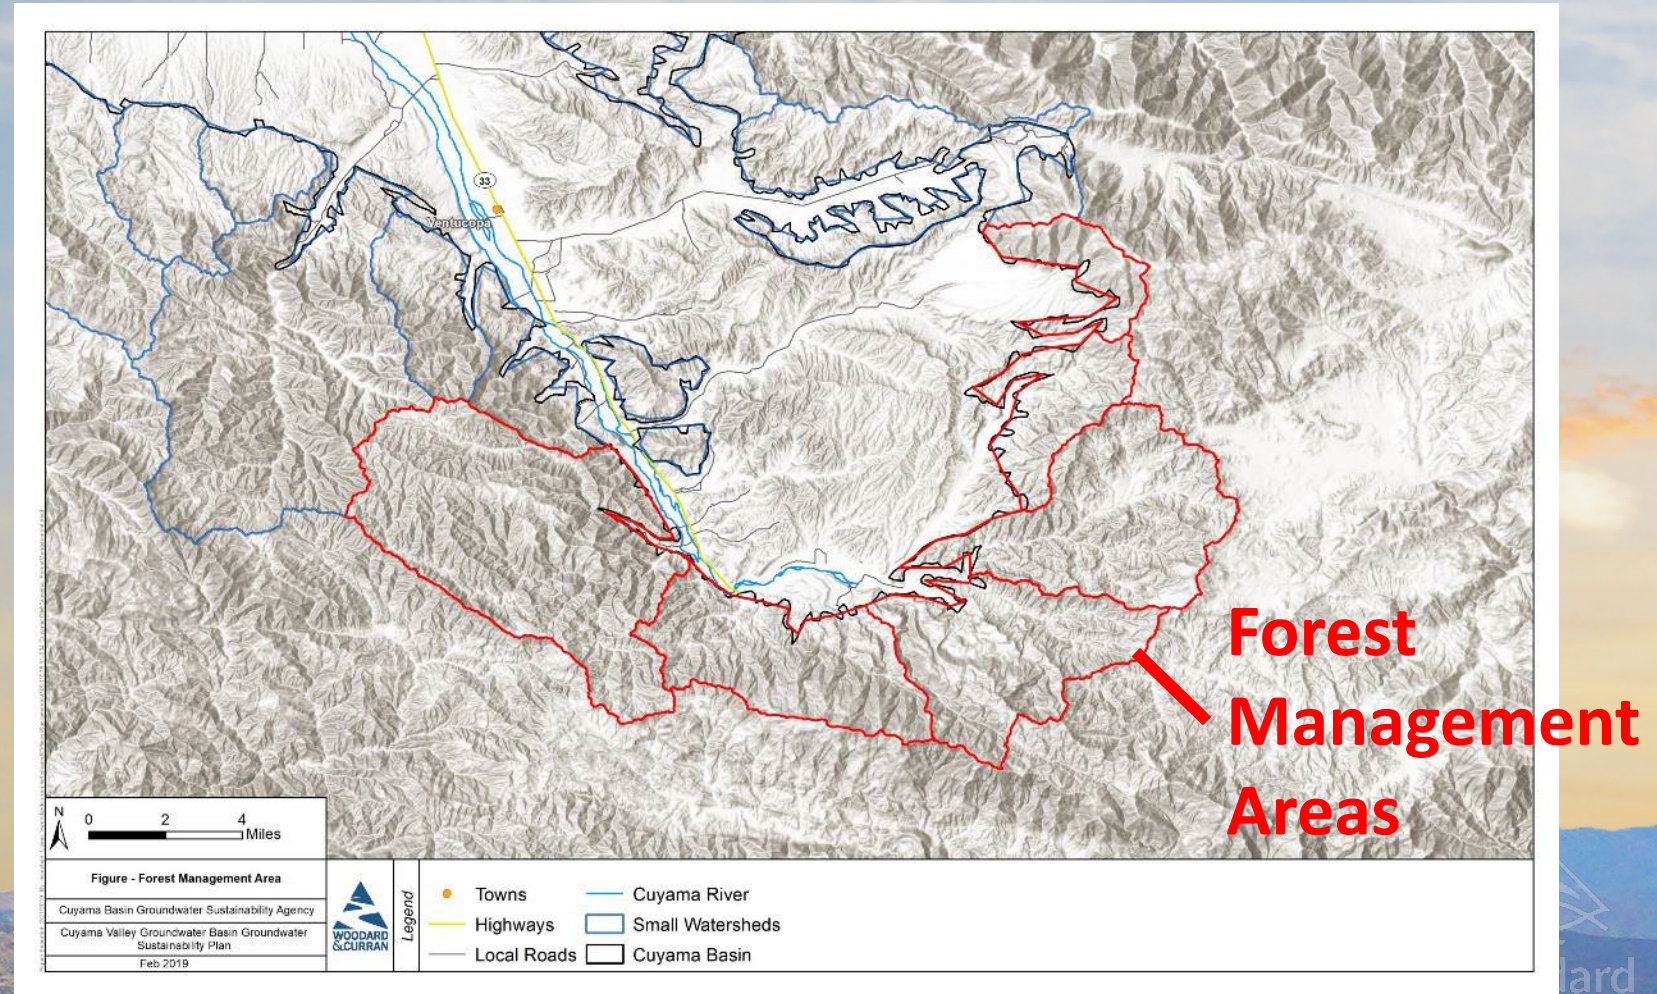 33
Ventucopa
Forest
Management
Areas
N
0 2 4
Miles
Figure - Forest Management Area
Cuyama Basin Groundwater Sustainability Agency
Cuyama Valley Groundwater Basin Groundwater
Sustainability Plan
Feb 2019
WOODARD
&CURRAN
Legend
Towns
Highways
Local Roads
Cuyama River
Small Watersheds
Cuyama Basin